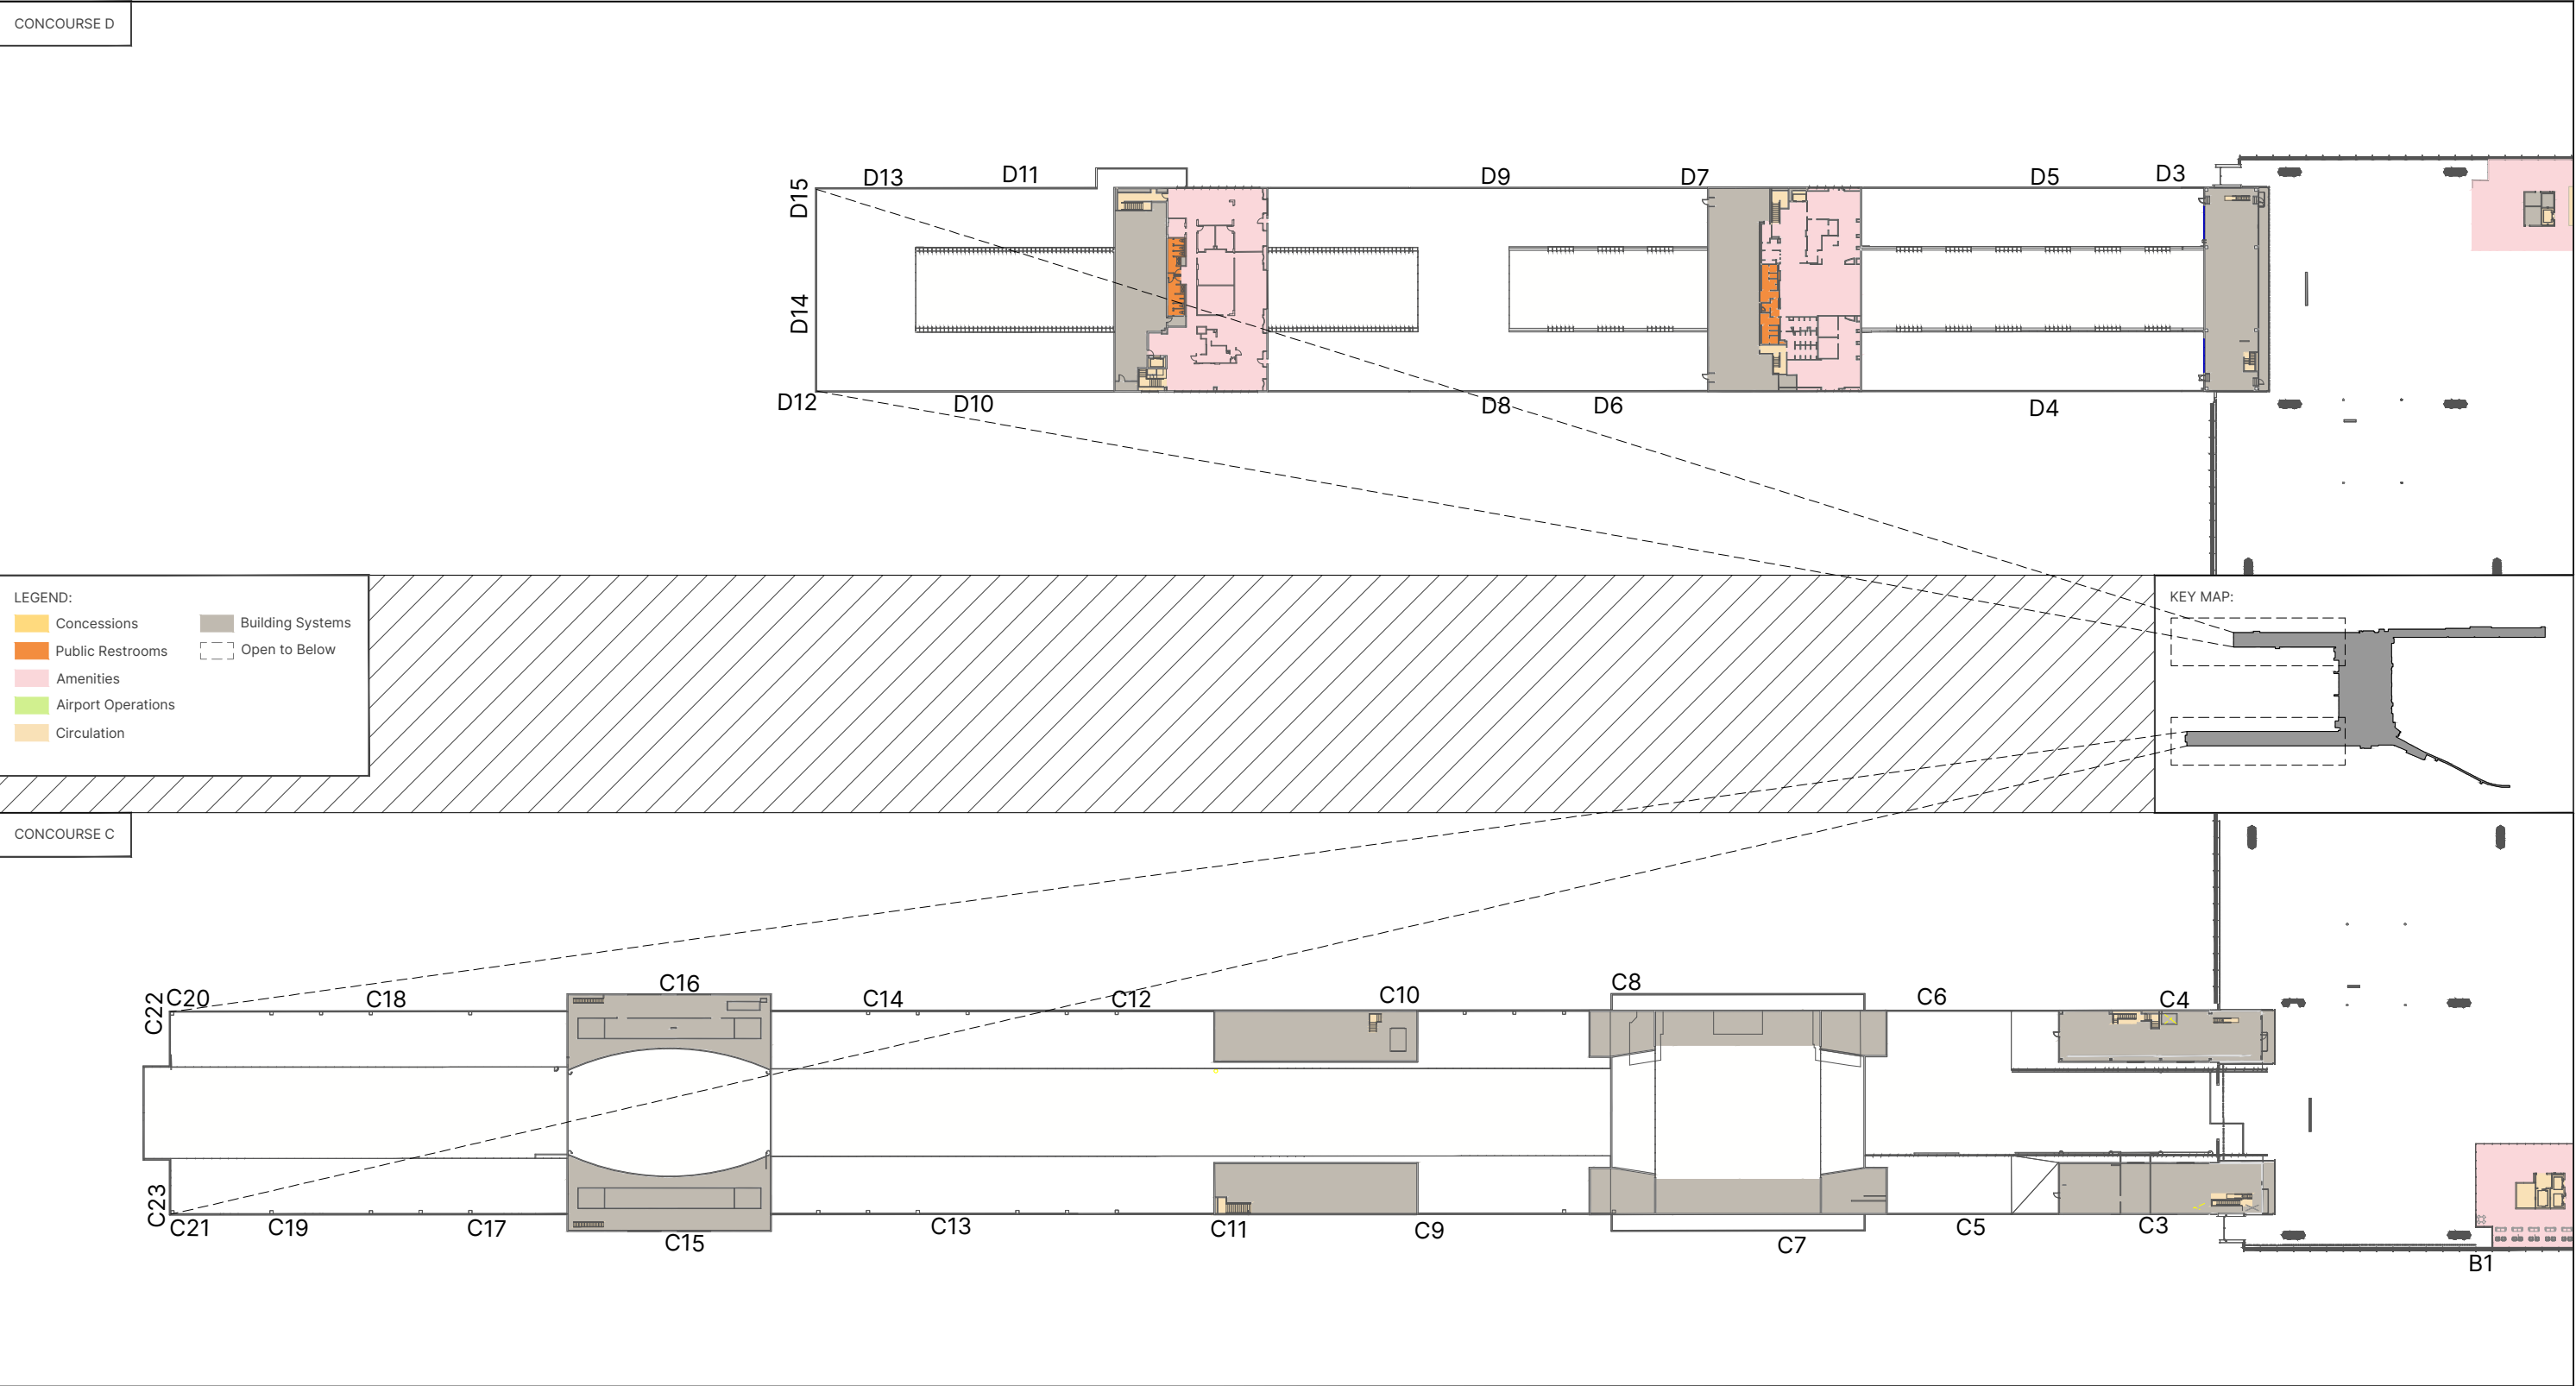 CONCOURSE D
D15
D13
D11
D9
D7
D5
D3
D14
D12
D10
D8
D6
D4
LEGEND:
Concessions
Public Restrooms
Amenities
Airport Operations
Circulation
Building Systems
Open to Below
KEY MAP:
CONCOURSE C
C22
C20
C18
C16
C14
C12
C10
C8
C6
C4
C23
C21
C19
C17
C15
C13
C11
C9
C7
C5
C3
B1